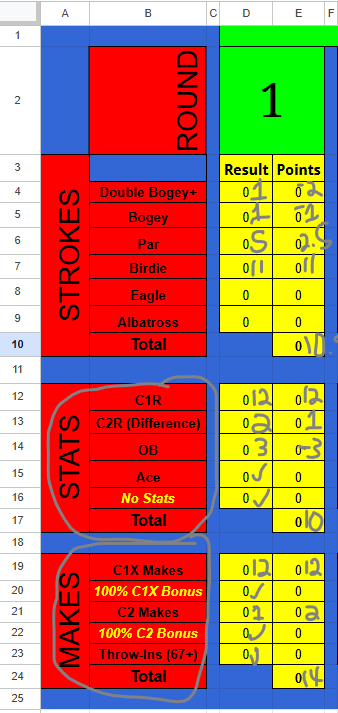 A B C D E F
1
2 ROUND 1
3 Result Points
STROKES
4 Double Bogey+ 0 1 0 -2
5 Bogey 0 1 0 -1
6 Par 0 5 0 2.5
7 Birdie 0 11 0 11
8 Eagle 0 0
9 Albatross 0 0
10 Total 0 10.
11
STATS
12 C1R 0 12 0 12
13 C2R (Difference) 0 2 0 1
14 OB 0 3 0 -3
15 Ace 0 ✓ 0
16 No Stats 0 ✓ 0
17 Total 0 10
18
MAKES
19 C1X Makes 0 12 0 12
20 100% C1X Bonus 0 ✓ 0
21 C2 Makes 0 1 0 2
22 100% C2 Bonus 0 ✓ 0
23 Throw-Ins (67+) 0 ✓ 0
24 Total 0 14
25